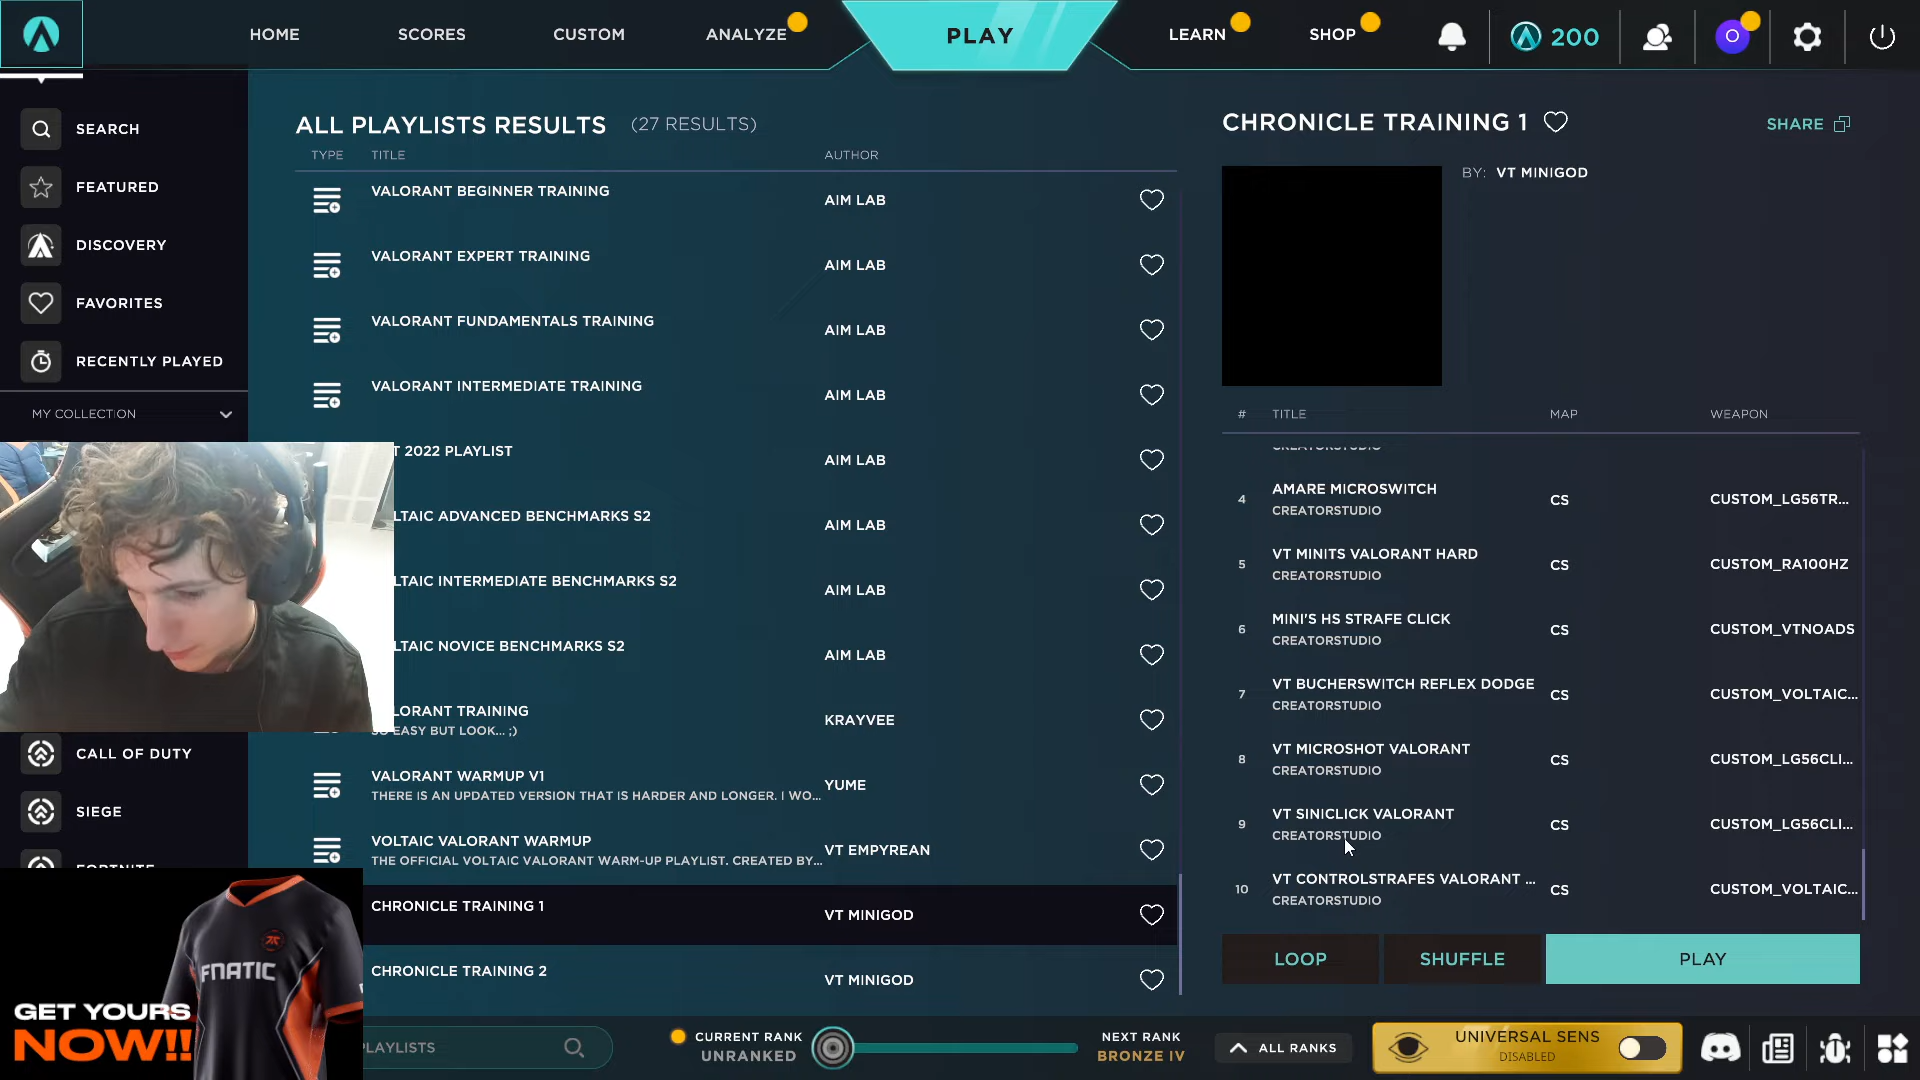 HOME
SCORES
CUSTOM
ANALYZE
PLAY
LEARN
SHOP
200
SEARCH
FEATURED
DISCOVERY
FAVORITES
RECENTLY PLAYED
MY COLLECTION
CALL OF DUTY
SIEGE
ALL PLAYLISTS RESULTS (27 RESULTS)
TYPE TITLE AUTHOR
VALORANT BEGINNER TRAINING AIM LAB
VALORANT EXPERT TRAINING AIM LAB
VALORANT FUNDAMENTALS TRAINING AIM LAB
VALORANT INTERMEDIATE TRAINING AIM LAB
T 2022 PLAYLIST AIM LAB
LTAIC ADVANCED BENCHMARKS S2 AIM LAB
LTAIC INTERMEDIATE BENCHMARKS S2 AIM LAB
LTAIC NOVICE BENCHMARKS S2 AIM LAB
LORANT TRAINING KRAYVEE
SO EASY BUT LOOK... ;)
VALORANT WARMUP V1 YUME
THERE IS AN UPDATED VERSION THAT IS HARDER AND LONGER. I WO...
VOLTAIC VALORANT WARMUP VT EMPYREAN
THE OFFICIAL VOLTAIC VALORANT WARM-UP PLAYLIST. CREATED BY...
CHRONICLE TRAINING 1 VT MINIGOD
CHRONICLE TRAINING 2 VT MINIGOD
CHRONICLE TRAINING 1
SHARE
BY: VT MINIGOD
# TITLE MAP WEAPON
CREATORSTUDIO
4 AMARE MICROSWITCH CS CUSTOM_LG56TR...
CREATORSTUDIO
5 VT MINITS VALORANT HARD CS CUSTOM_RA100HZ
CREATORSTUDIO
6 MINI'S HS STRAFE CLICK CS CUSTOM_VTNOADS
CREATORSTUDIO
7 VT BUCHERSWITCH REFLEX DODGE CS CUSTOM_VOLTAIC...
CREATORSTUDIO
8 VT MICROSHOT VALORANT CS CUSTOM_LG56CLI...
CREATORSTUDIO
9 VT SINICLICK VALORANT CS CUSTOM_LG56CLI...
CREATORSTUDIO
10 VT CONTROLSTRAFES VALORANT ... CS CUSTOM_VOLTAIC...
CREATORSTUDIO
LOOP
SHUFFLE
PLAY
FNATIC
GET YOURS
NOW!!
PLAYLISTS
CURRENT RANK
UNRANKED
NEXT RANK
BRONZE IV
ALL RANKS
UNIVERSAL SENS
DISABLED